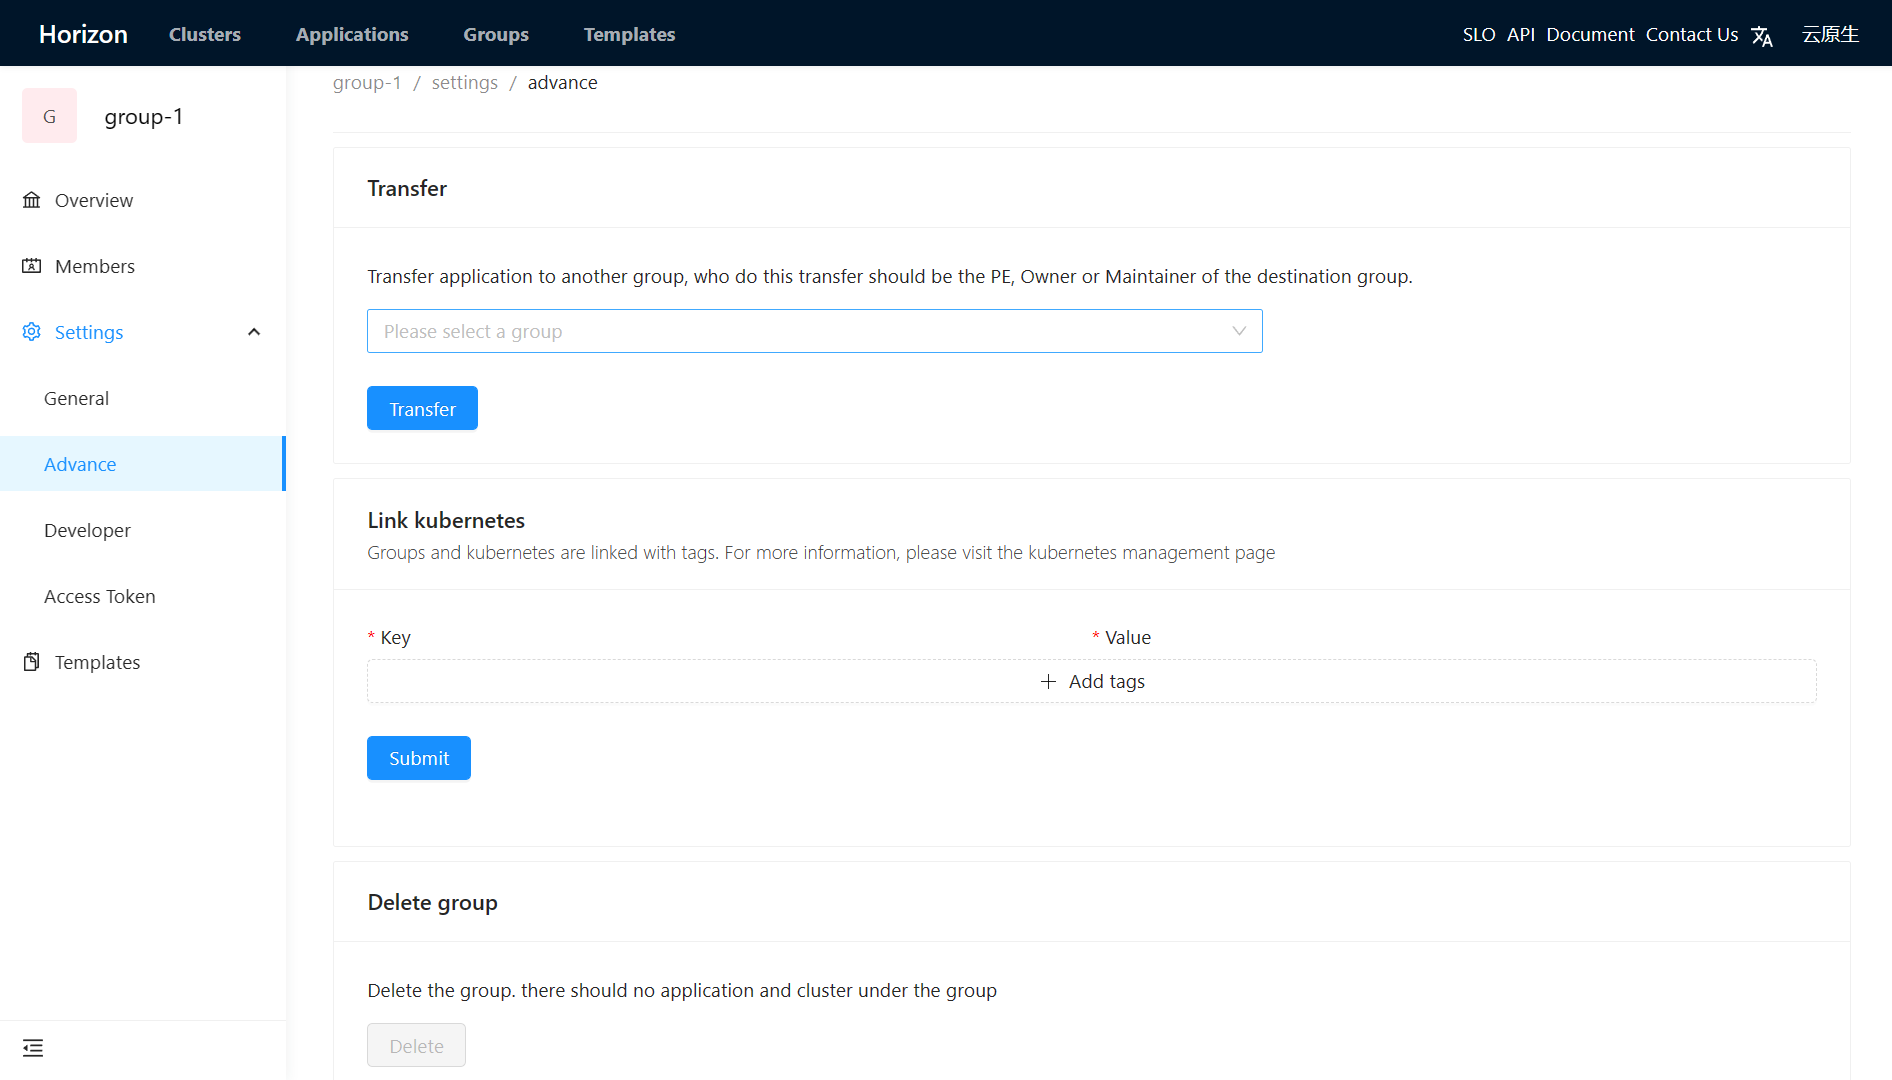 Horizon Clusters Applications Groups Templates SLO API Document Contact Us 云原生
G group-1
Overview
Members
Settings
General
Advance
Developer
Access Token
Templates
group-1 / settings / advance
Transfer
Transfer application to another group, who do this transfer should be the PE, Owner or Maintainer of the destination group.
Please select a group
Transfer
Link kubernetes
Groups and kubernetes are linked with tags. For more information, please visit the kubernetes management page
* Key * Value
+ Add tags
Submit
Delete group
Delete the group. there should no application and cluster under the group
Delete